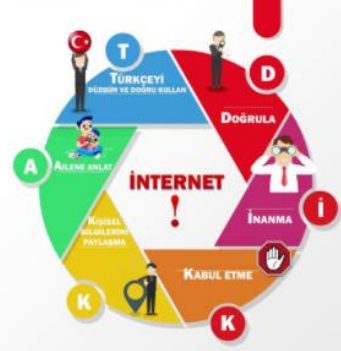 T
TÜRKÇEYİ
DÜZGÜN VE DOĞRU KULLAN
D
DOĞRULA
A
AİLENE ANLAT
İNTERNET
!
İ
İNANMA
KİŞİSEL
BİLGİLERİNİ
PAYLAŞMA
KABUL ETME
K
K